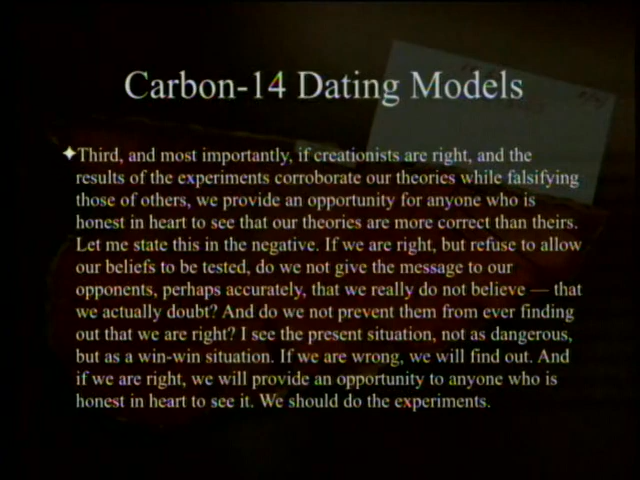 Carbon-14 Dating Models
✦Third, and most importantly, if creationists are right, and the
results of the experiments corroborate our theories while falsifying
those of others, we provide an opportunity for anyone who is
honest in heart to see that our theories are more correct than theirs.
Let me state this in the negative. If we are right, but refuse to allow
our beliefs to be tested, do we not give the message to our
opponents, perhaps accurately, that we really do not believe — that
we actually doubt? And do we not prevent them from ever finding
out that we are right? I see the present situation, not as dangerous,
but as a win-win situation. If we are wrong, we will find out. And
if we are right, we will provide an opportunity to anyone who is
honest in heart to see it. We should do the experiments.